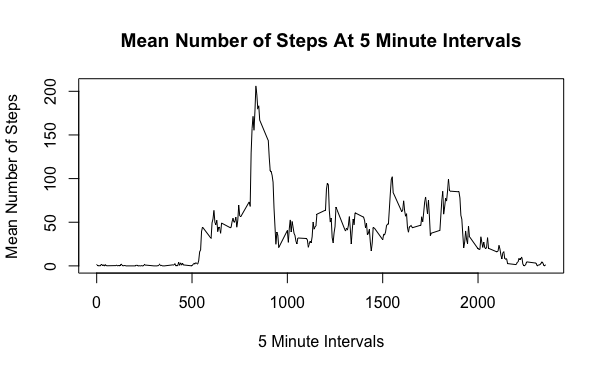 Mean Number of Steps At 5 Minute Intervals
Mean Number of Steps
200
150
100
50
0
0 500 1000 1500 2000
5 Minute Intervals